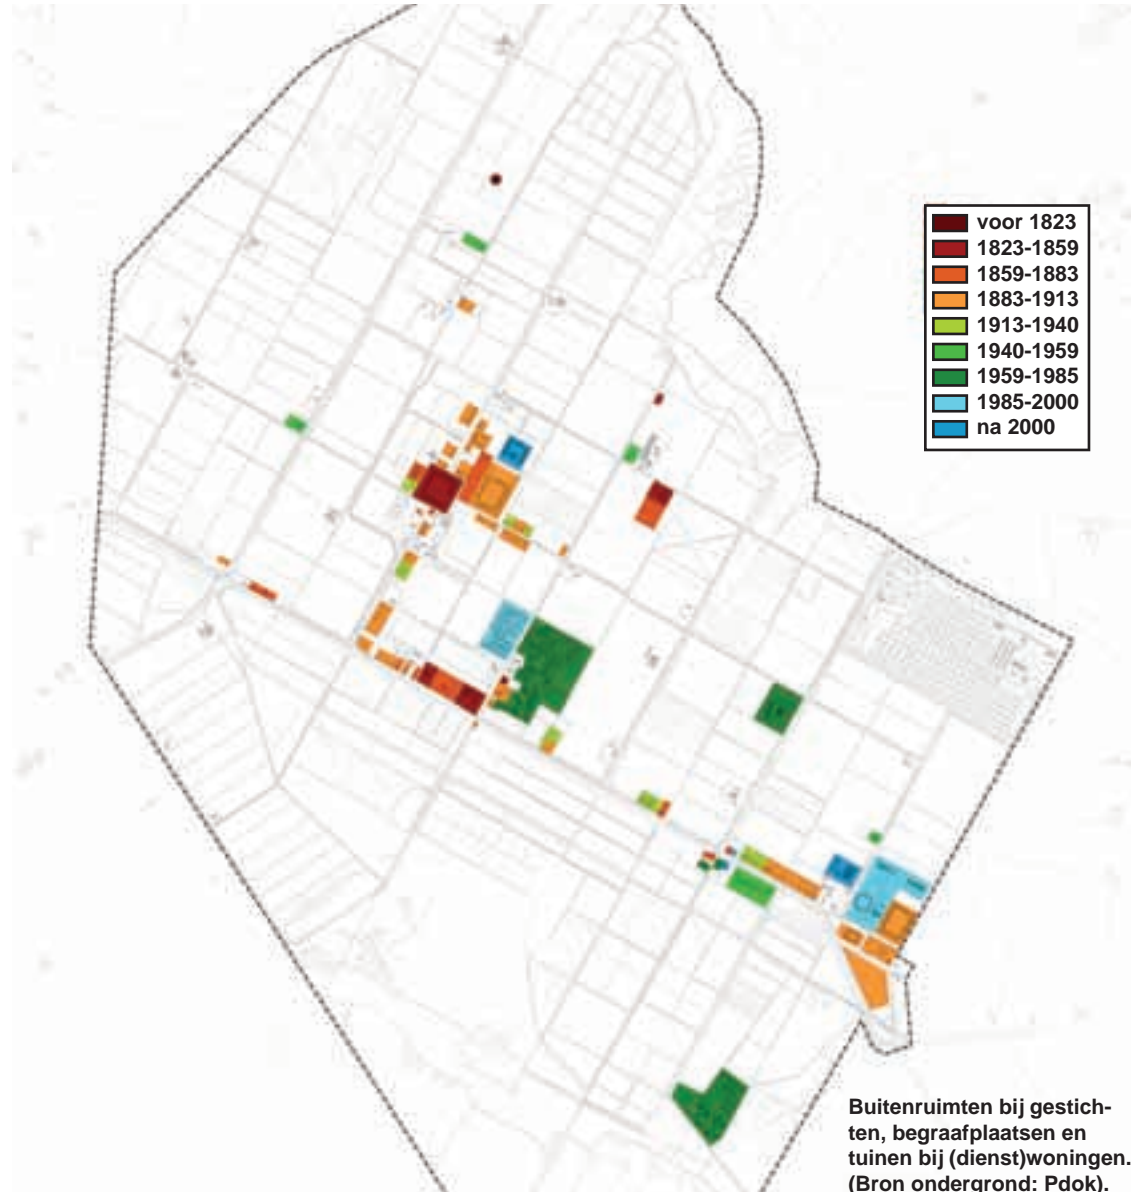 voor 1823
1823-1859
1859-1883
1883-1913
1913-1940
1940-1959
1959-1985
1985-2000
na 2000
Buitenruimten bij gestich-
ten, begraafplaatsen en
tuinen bij (dienst)woningen.
(Bron ondergrond: Pdok).